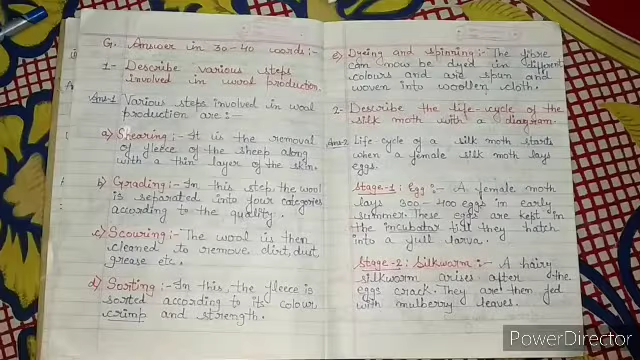 G. Answer in 30-40 words:-
1- Describe various steps
involved in wool production.
Ans-1 Various steps involved in wool
production are:-
a) Shearing:- It is the removal
of fleece of the sheep along
with a thin layer of the skin.
b) Grading:- In this step the wool
is separated into four categories
according to the quality.
c) Scouring:- The wool is then
cleaned to remove dirt, dust
grease etc.
d) Sorting:- In this, the fleece is
sorted according to its colour
crimp and strength.
e) Dyeing and spinning:- The fibre
can now be dyed in different
colours and are spun and
woven into woollen cloth.
2- Describe the life-cycle of the
silk moth with a diagram.
Ans-2 Life cycle of a silk moth starts
when a female silk moth lays
eggs.
Stage-1: Egg:- A female moth
lays 300-400 eggs in early
summer. These eggs are kept in
the incubator till they hatch
into a full larva.
Stage-2: Silkworm:- A hairy
silkworm arises after the
eggs crack. They are then fed
with mulberry leaves.
PowerDirector